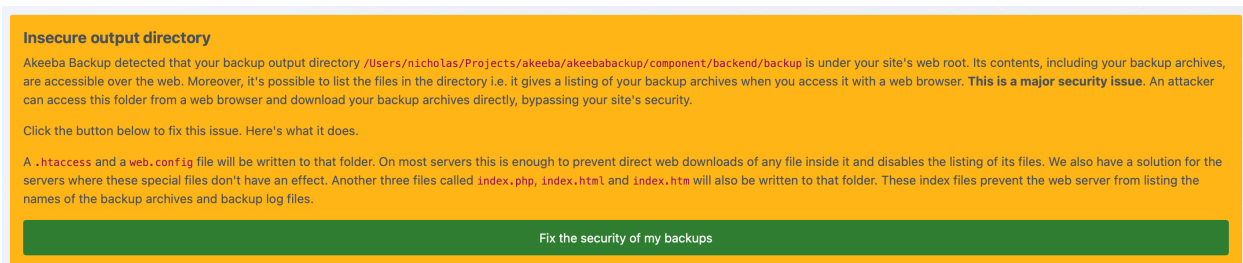 Insecure output directory
Akeeba Backup detected that your backup output directory /Users/nicholas/Projects/akeeba/akeebabackup/component/backend/backup is under your site's web root. Its contents, including your backup archives,
are accessible over the web. Moreover, it's possible to list the files in the directory i.e. it gives a listing of your backup archives when you access it with a web browser. This is a major security issue. An attacker
can access this folder from a web browser and download your backup archives directly, bypassing your site's security.
Click the button below to fix this issue. Here's what it does.
A .htaccess and a web.config file will be written to that folder. On most servers this is enough to prevent direct web downloads of any file inside it and disables the listing of its files. We also have a solution for the
servers where these special files don't have an effect. Another three files called index.php, index.html and index.htm will also be written to that folder. These index files prevent the web server from listing the
names of the backup archives and backup log files.
Fix the security of my backups